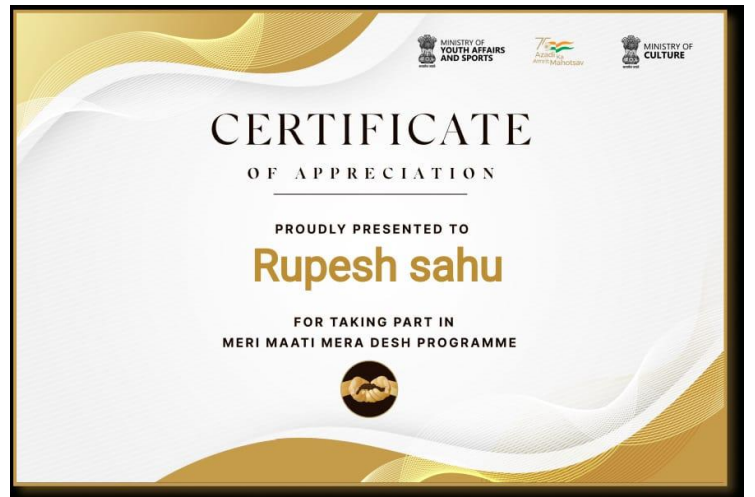 MINISTRY OF
YOUTH AFFAIRS
AND SPORTS
75
Azadi Ka
Amrit Mahotsav
MINISTRY OF
CULTURE
CERTIFICATE
OF APPRECIATION
PROUDLY PRESENTED TO
Rupesh sahu
FOR TAKING PART IN
MERI MAATI MERA DESH PROGRAMME